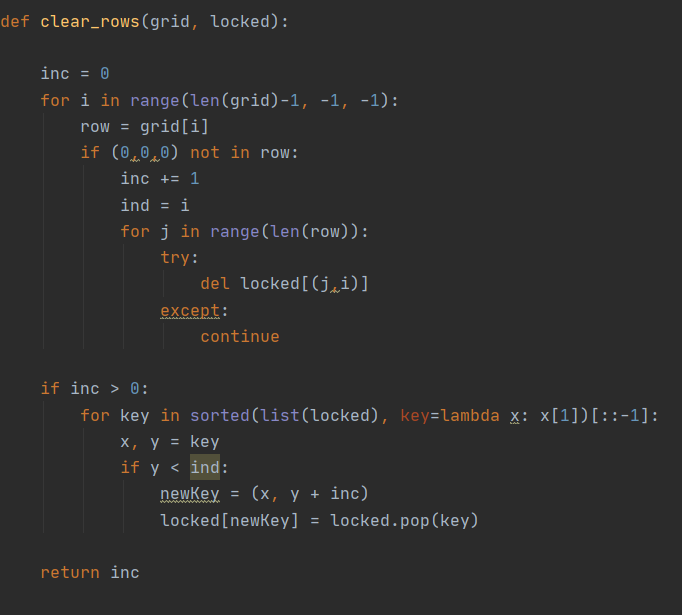 def clear_rows(grid, locked):

    inc = 0
    for i in range(len(grid)-1, -1, -1):
        row = grid[i]
        if (0,0,0) not in row:
            inc += 1
            ind = i
            for j in range(len(row)):
                try:
                    del locked[(j,i)]
                except:
                    continue

    if inc > 0:
        for key in sorted(list(locked), key=lambda x: x[1])[::-1]:
            x, y = key
            if y < ind:
                newKey = (x, y + inc)
                locked[newKey] = locked.pop(key)

    return inc